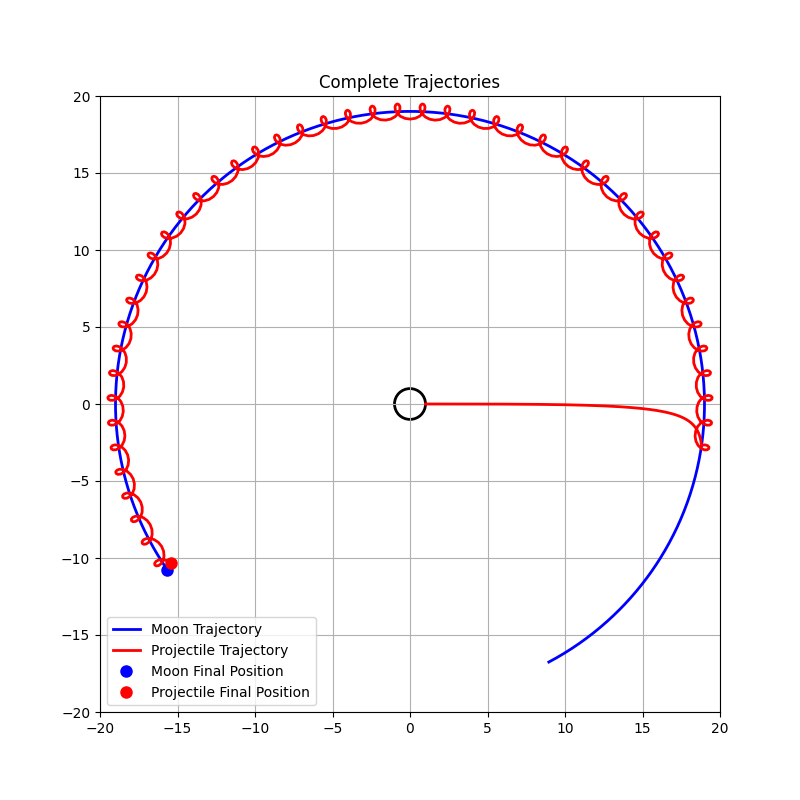 Complete Trajectories
20
15
10
5
0
−5
−10
−15
−20
Moon Trajectory
Projectile Trajectory
Moon Final Position
Projectile Final Position
−20 −15 −10 −5 0 5 10 15 20